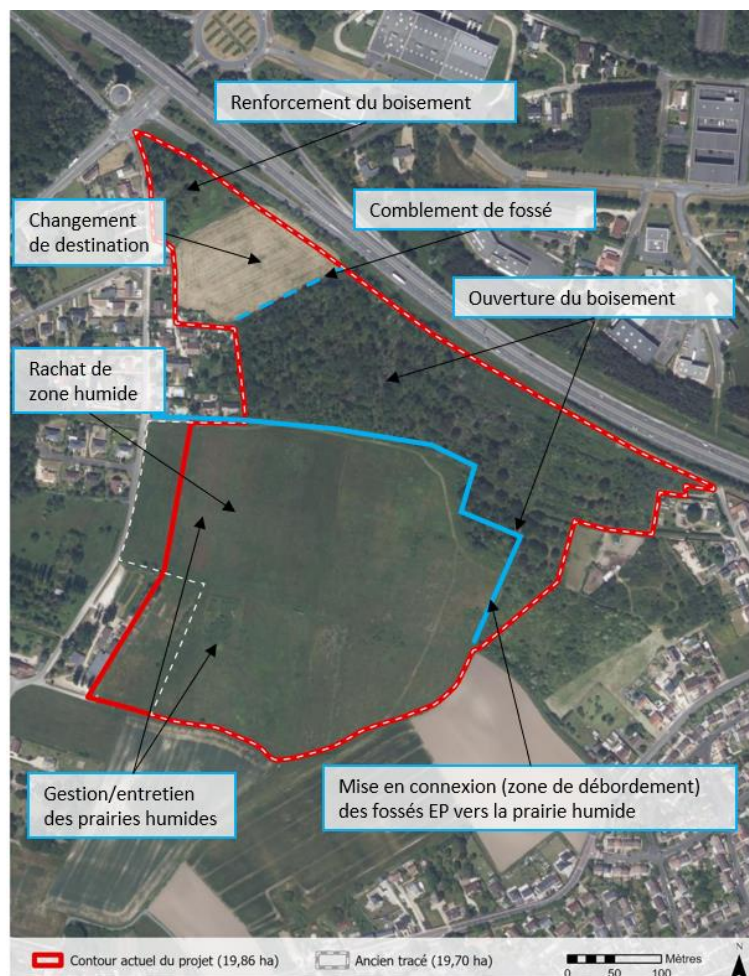 Renforcement du boisement
Changement
de destination
Comblement de fossé
Ouverture du boisement
Rachat de
zone humide
Gestion/entretien
des prairies humides
Mise en connexion (zone de débordement)
des fossés EP vers la prairie humide
Contour actuel du projet (19,86 ha)
Ancien tracé (19,70 ha)
Mètres
0 50 100
N